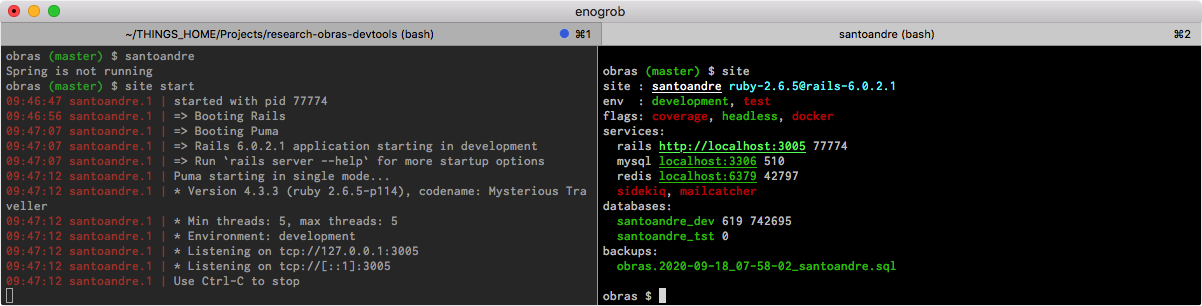 enogrob
~/THINGS_HOME/Projects/research-obras-devtools (bash)
⌘1
santoandre (bash)
⌘2
obras (master) $ santoandre
Spring is not running
obras (master) $ site start
09:46:47 santoandre.1 | started with pid 77774
09:46:56 santoandre.1 | => Booting Rails
09:47:07 santoandre.1 | => Booting Puma
09:47:07 santoandre.1 | => Rails 6.0.2.1 application starting in development
09:47:07 santoandre.1 | => Run `rails server --help` for more startup options
09:47:12 santoandre.1 | Puma starting in single mode...
09:47:12 santoandre.1 | * Version 4.3.3 (ruby 2.6.5-p114), codename: Mysterious Tra
veller
09:47:12 santoandre.1 | * Min threads: 5, max threads: 5
09:47:12 santoandre.1 | * Environment: development
09:47:12 santoandre.1 | * Listening on tcp://127.0.0.1:3005
09:47:12 santoandre.1 | * Listening on tcp://[::1]:3005
09:47:12 santoandre.1 | Use Ctrl-C to stop
obras (master) $ site
site : santoandre ruby-2.6.5@rails-6.0.2.1
env  : development, test
flags: coverage, headless, docker
services:
  rails http://localhost:3005 77774
  mysql localhost:3306 510
  redis localhost:6379 42797
  sidekiq, mailcatcher
databases:
  santoandre_dev 619 742695
  santoandre_tst 0
backups:
  obras.2020-09-18_07-58-02_santoandre.sql
obras $